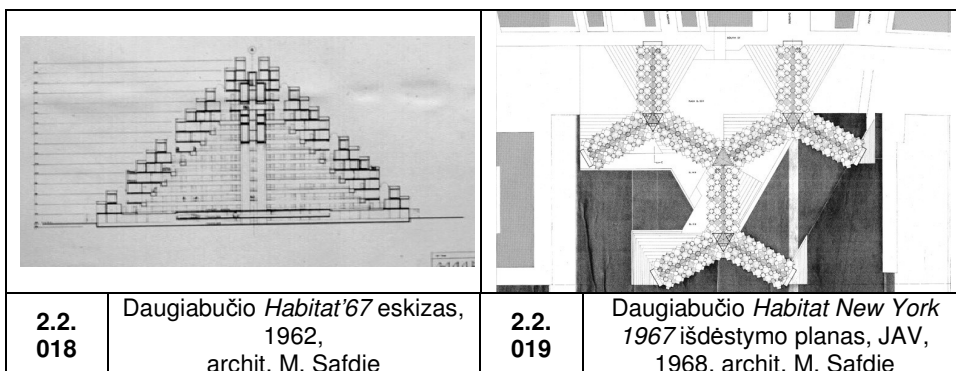 2.2.
018
Daugiabučio Habitat'67 eskizas,
1962,
archit. M. Safdie
2.2.
019
Daugiabučio Habitat New York
1967 išdėstymo planas, JAV,
1968, archit. M. Safdie